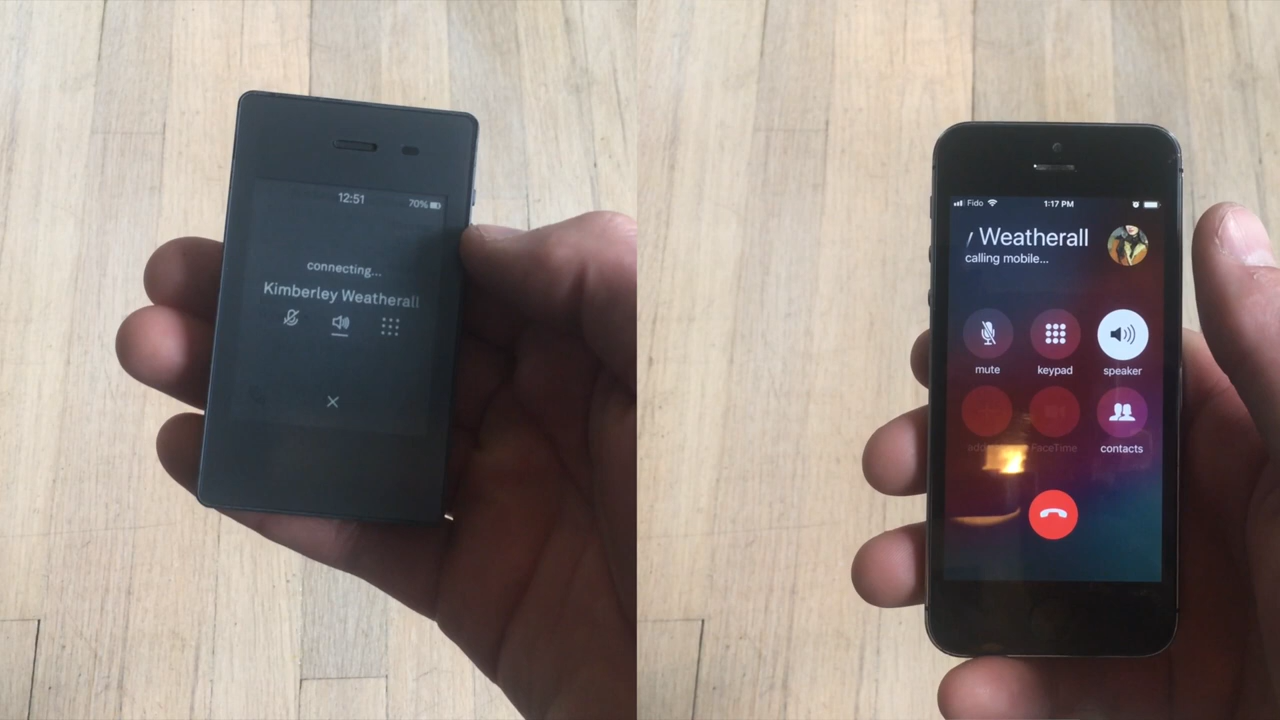 12:51
70%
connecting...
Kimberley Weatherall
Fido
1:17 PM
Weatherall
calling mobile...
mute
keypad
speaker
FaceTime
contacts